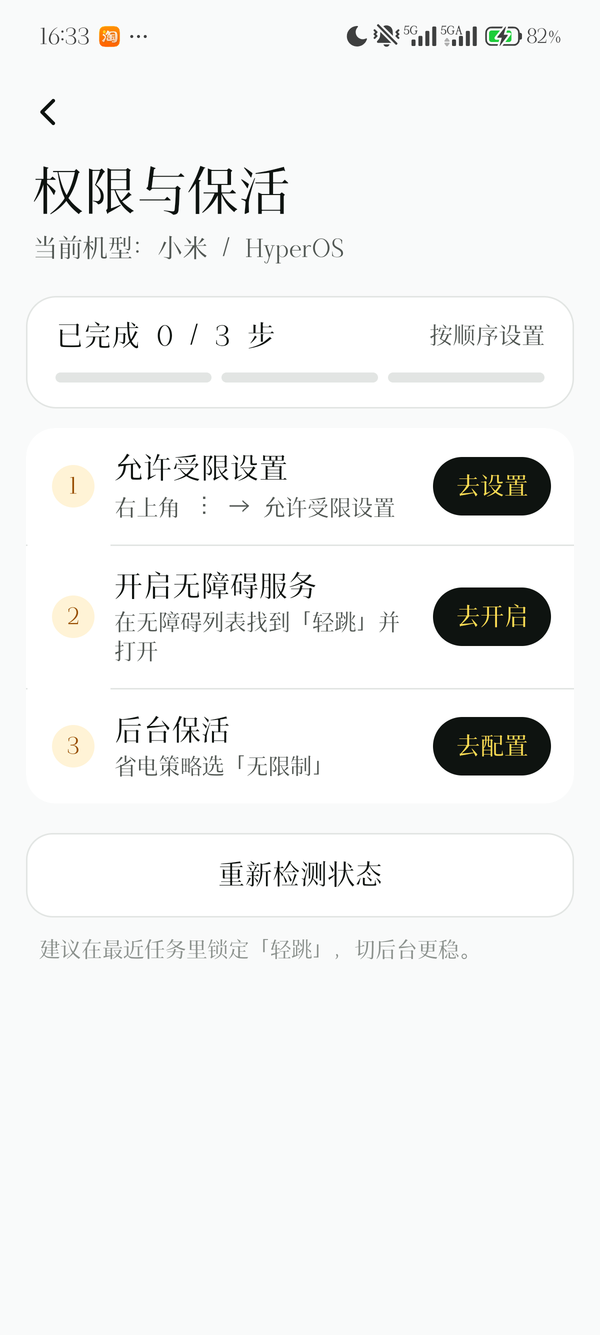 16:33 淘 ··· 5G 5GA 82%
权限与保活
当前机型：小米 / HyperOS
已完成 0 / 3 步
按顺序设置
1
允许受限设置
右上角 ⋮ → 允许受限设置
去设置
2
开启无障碍服务
在无障碍列表找到「轻跳」并
打开
去开启
3
后台保活
省电策略选「无限制」
去配置
重新检测状态
建议在最近任务里锁定「轻跳」，切后台更稳。